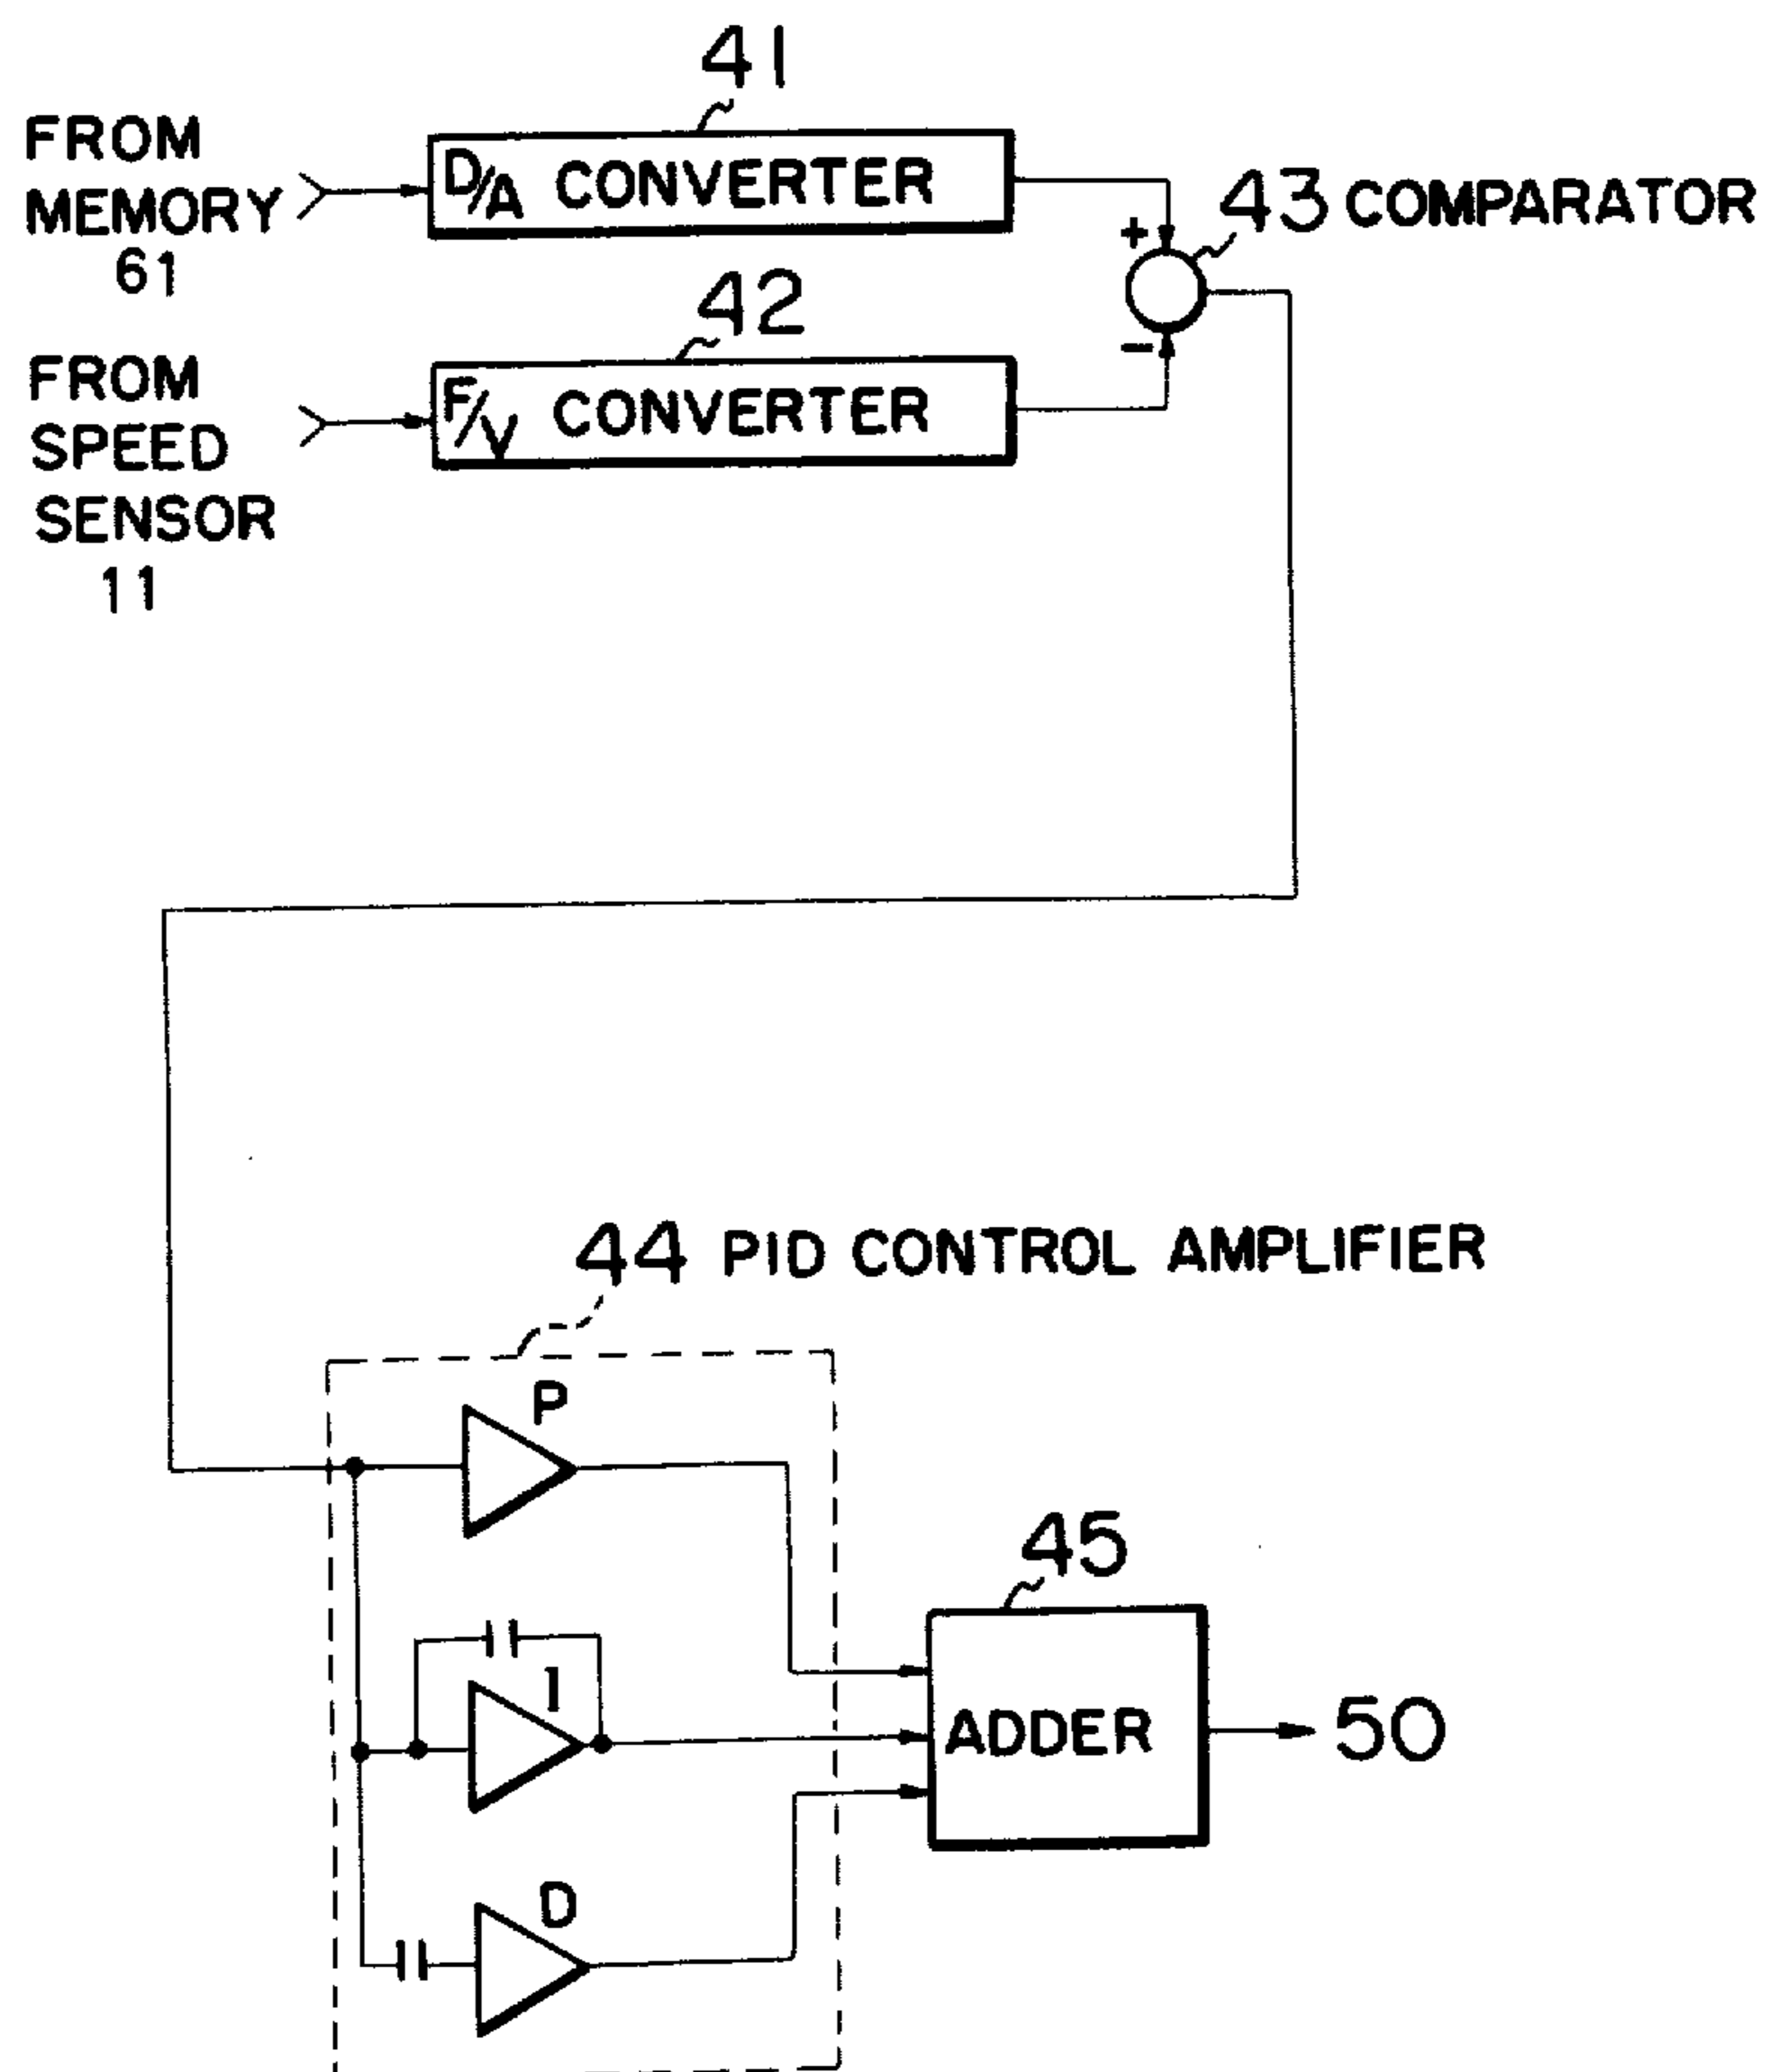 41
FROM
MEMORY
61
D/A CONVERTER
+
43 COMPARATOR
42
FROM
SPEED
SENSOR
11
F/V CONVERTER
-
44 PID CONTROL AMPLIFIER
P
45
I
ADDER
50
D